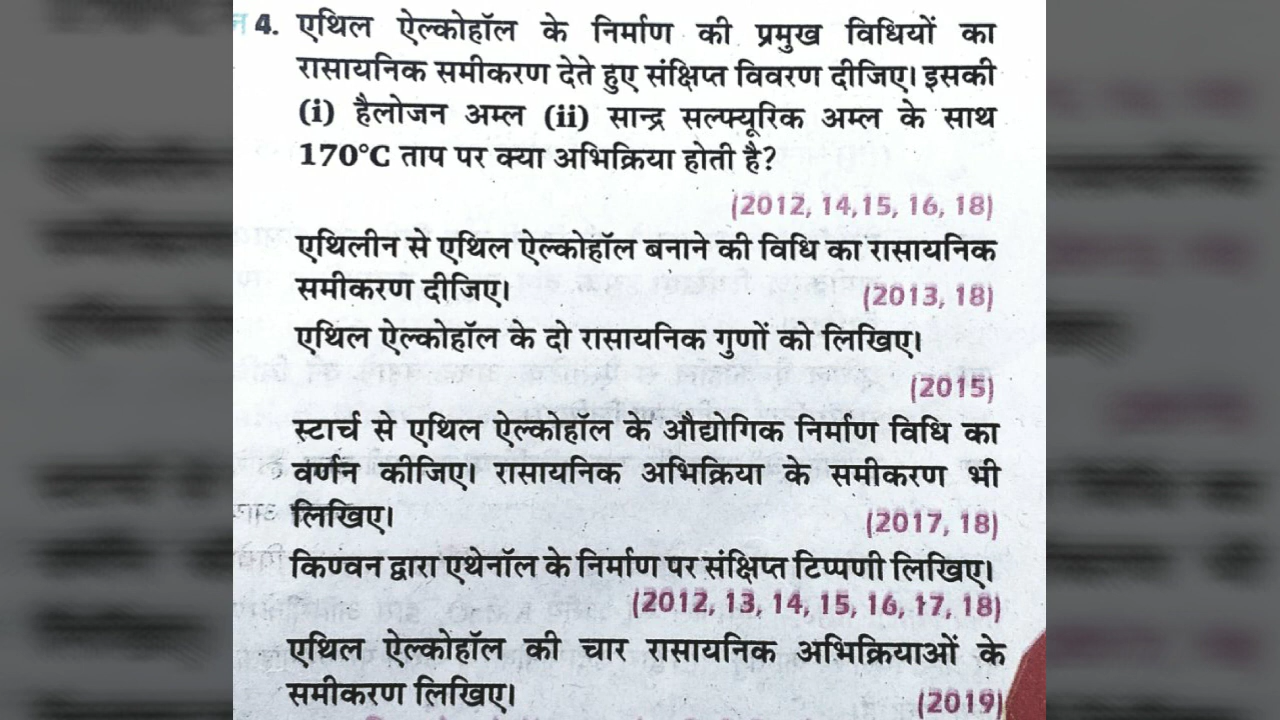 4. एथिल ऐल्कोहॉल के निर्माण की प्रमुख विधियों का
रासायनिक समीकरण देते हुए संक्षिप्त विवरण दीजिए। इसकी
(i) हैलोजन अम्ल (ii) सान्द्र सल्फ्यूरिक अम्ल के साथ
170°C ताप पर क्या अभिक्रिया होती है?
(2012, 14,15, 16, 18)
एथिलीन से एथिल ऐल्कोहॉल बनाने की विधि का रासायनिक
समीकरण दीजिए।
(2013, 18)
एथिल ऐल्कोहॉल के दो रासायनिक गुणों को लिखिए।
(2015)
स्टार्च से एथिल ऐल्कोहॉल के औद्योगिक निर्माण विधि का
वर्णन कीजिए। रासायनिक अभिक्रिया के समीकरण भी
लिखिए।
(2017, 18)
किण्वन द्वारा एथेनॉल के निर्माण पर संक्षिप्त टिप्पणी लिखिए।
(2012, 13, 14, 15, 16, 17, 18)
एथिल ऐल्कोहॉल की चार रासायनिक अभिक्रियाओं के
समीकरण लिखिए।
(2019)